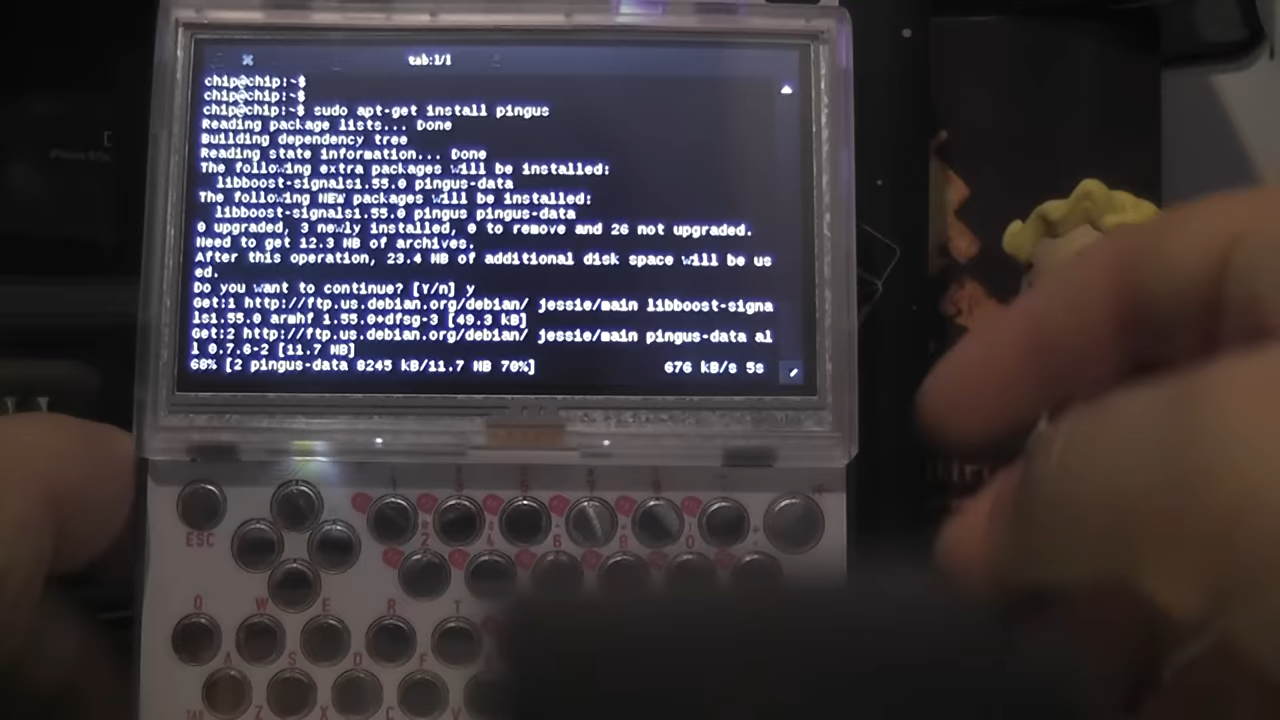 tab:1/1
chip@chip:~$
chip@chip:~$
chip@chip:~$ sudo apt-get install pingus
Reading package lists... Done
Building dependency tree
Reading state information... Done
The following extra packages will be installed:
libboost-signals1.55.0 pingus-data
The following NEW packages will be installed:
libboost-signals1.55.0 pingus pingus-data
0 upgraded, 3 newly installed, 0 to remove and 26 not upgraded.
Need to get 12.3 MB of archives.
After this operation, 23.4 MB of additional disk space will be us
ed.
Do you want to continue? [Y/n] y
Get:1 http://ftp.us.debian.org/debian/ jessie/main libboost-signa
ls1.55.0 armhf 1.55.0+dfsg-3 [49.3 kB]
Get:2 http://ftp.us.debian.org/debian/ jessie/main pingus-data al
l 0.7.6-2 [11.7 MB]
68% [2 pingus-data 8245 kB/11.7 MB 70%] 676 kB/s 5s
ESC
2 4 6 8 0
Q W E R T
A S D F
TAB Z X C V